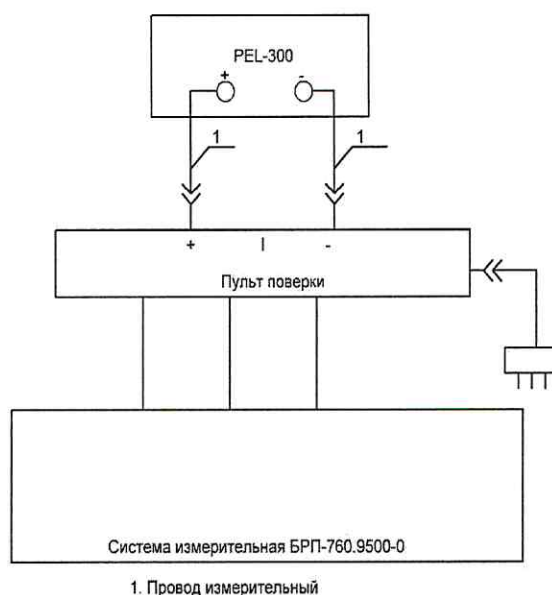 PEL-300
+ -
1 1
+ I -
Пульт поверки
Система измерительная БРП-760.9500-0
1. Провод измерительный